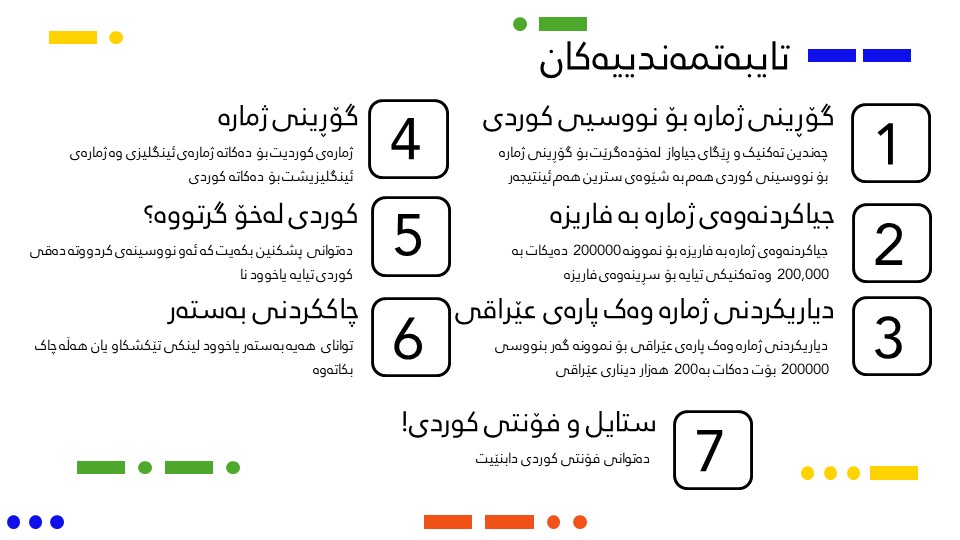 تایبەتمەندییەکان
1
گۆڕینی ژمارە بۆ نووسیی کوردی
چەندین تەکنیک و ڕێگای جیاواز لەخۆدەگرێت بۆ گۆڕینی ژمارە
بۆ نووسینی کوردی هەم بە شێوەی سترین هەم ئینتیجەر
2
جیاکردنەوەی ژمارە بە فاریزە
جیاکردنەوەی ژمارە بە فاریزە بۆ نموونە 200000 دەیکات بە
200,000 وە تەکنیکی تیایە بۆ سڕینەوەی فاریزە
3
دیاریکردنی ژمارە وەک پارەی عێراقی
دیاریکردنی ژمارە وەک پارەی عێراقی بۆ نموونە گەر بنووسی
200000 بۆت دەکات بە 200 هەزار دیناری عێراقی
4
گۆڕینی ژمارە
ژمارەی کوردیت بۆ دەکاتە ژمارەی ئینگلیزی وە ژمارەی
ئینگلیزیشت بۆ دەکاتە کوردی
5
کوردی لەخۆ گرتووە؟
دەتوانی پشکنین بکەیت کە ئەو نووسینەی کردووتە دەقی
کوردی تیایە یاخوود نا
6
چاککردنی بەستەر
توانای هەیە بەستەر یاخوود لینکی تێکشکاو یان هەڵە چاک
بکاتەوە
7
ستایل و فۆنتی کوردی!
دەتوانی فۆنتی کوردی دابنێیت